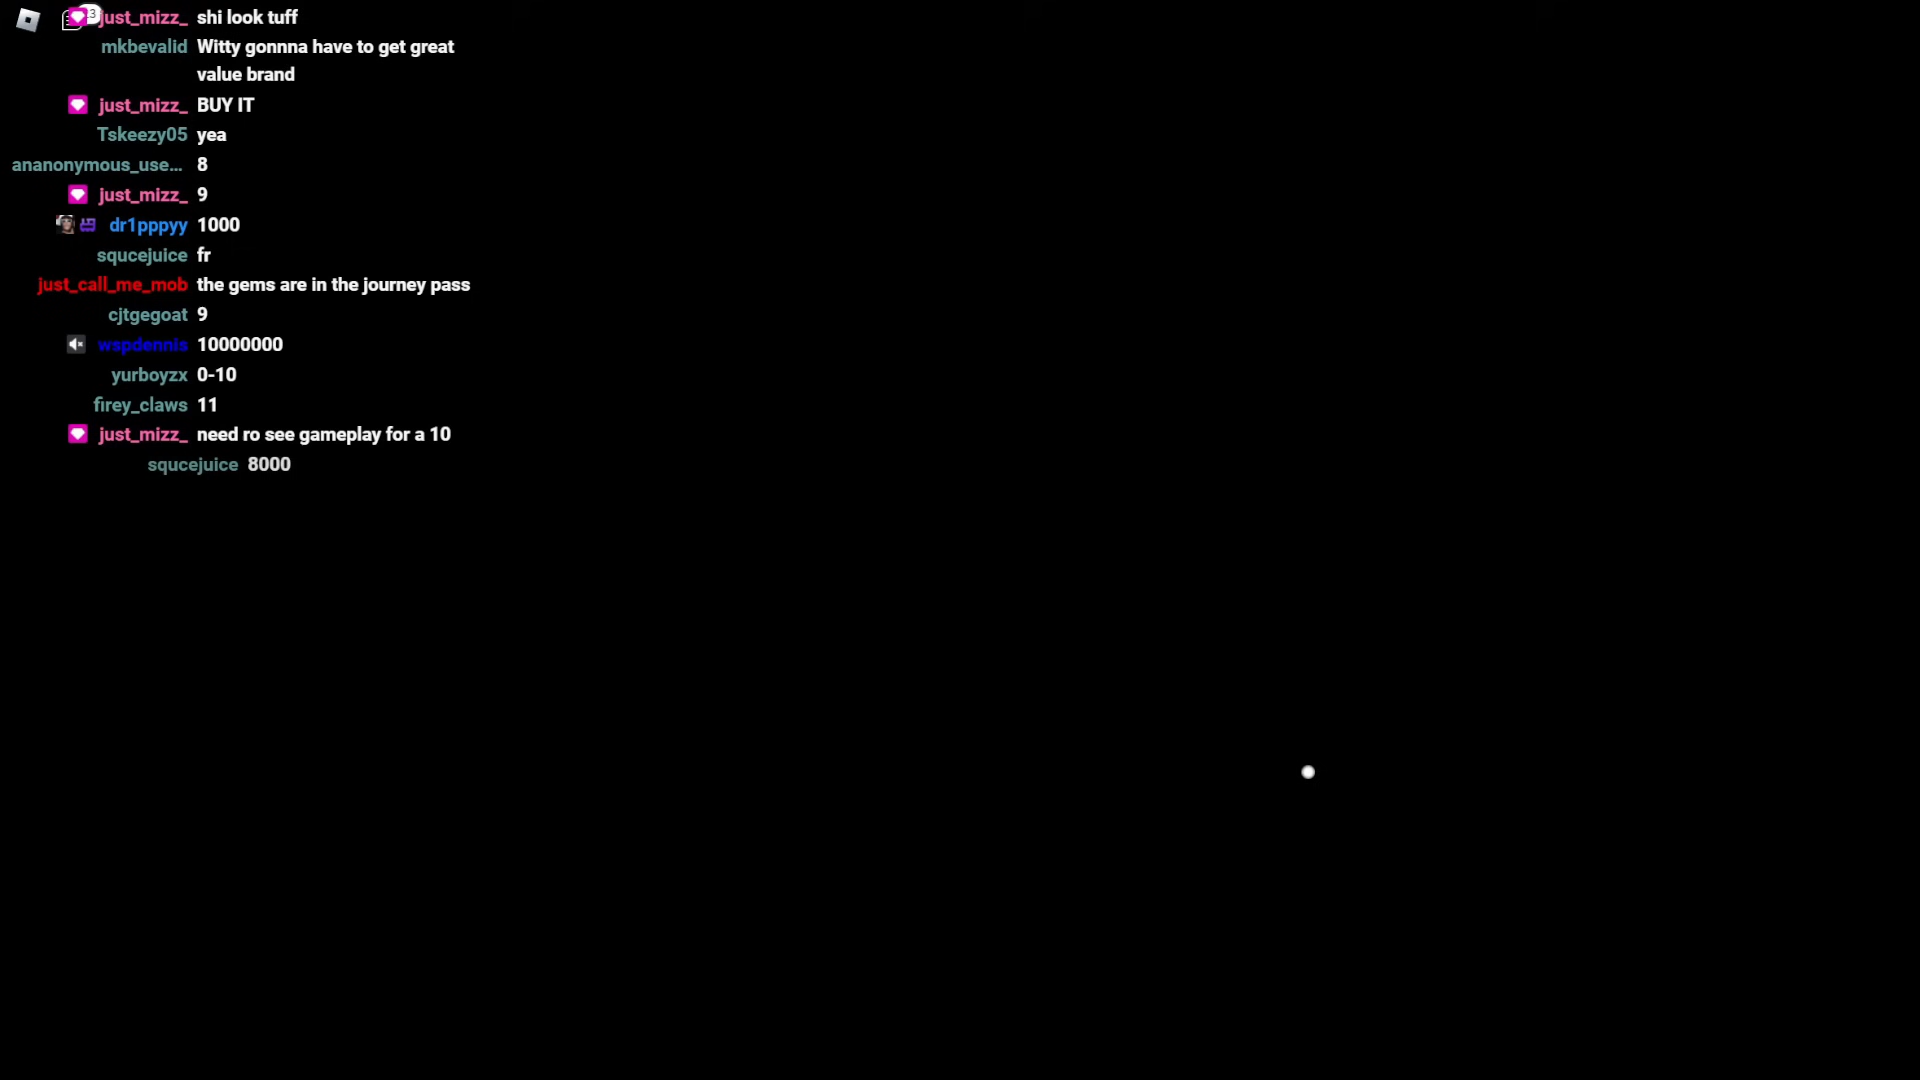 13
just_mizz_ shi look tuff
mkbevalid Witty gonnna have to get great
value brand
just_mizz_ BUY IT
Tskeezy05 yea
ananonymous_use... 8
just_mizz_ 9
dr1pppyy 1000
squcejuice fr
just_call_me_mob the gems are in the journey pass
cjtgegoat 9
wspdennis 10000000
yurboyzx 0-10
firey_claws 11
just_mizz_ need ro see gameplay for a 10
squcejuice 8000